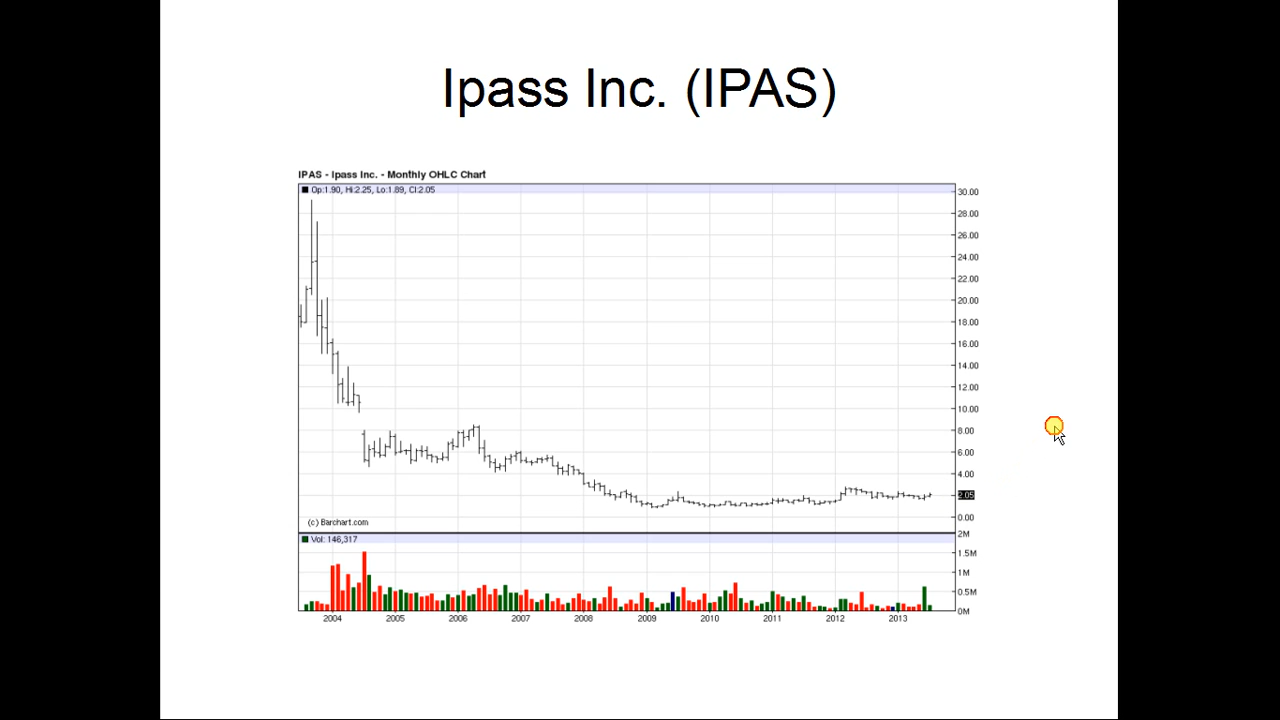 Ipass Inc. (IPAS)
IPAS - Ipass Inc. - Monthly OHLC Chart
Op:1.90, Hi:2.25, Lo:1.89, Cl:2.05
30.00
28.00
26.00
24.00
22.00
20.00
18.00
16.00
14.00
12.00
10.00
8.00
6.00
4.00
2.05
0.00
(c) Barchart.com
Vol: 146,317
2M
1.5M
1M
0.5M
0M
2004 2005 2006 2007 2008 2009 2010 2011 2012 2013